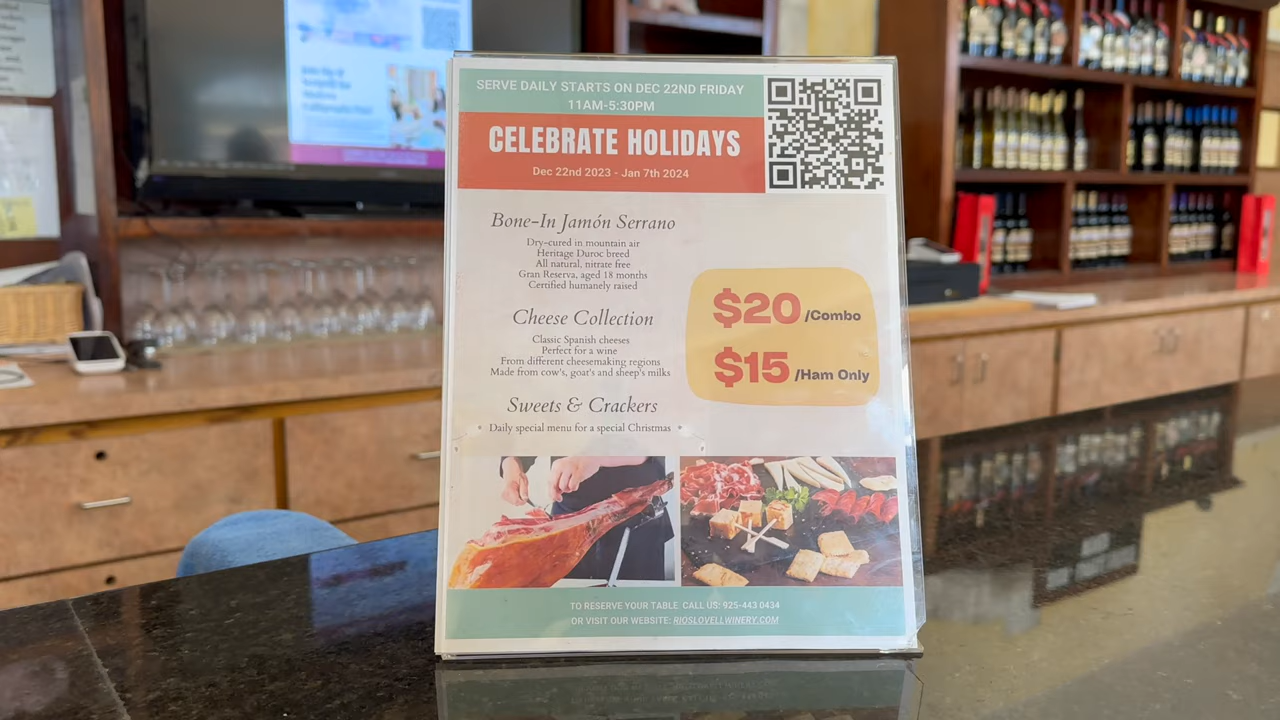 SERVE DAILY STARTS ON DEC 22ND FRIDAY
11AM-5:30PM
CELEBRATE HOLIDAYS
Dec 22nd 2023 - Jan 7th 2024
Bone-In Jamón Serrano
Dry-cured in mountain air
Heritage Duroc breed
All natural, nitrate free
Gran Reserva, aged 18 months
Certified humanely raised
Cheese Collection
Classic Spanish cheeses
Perfect for a wine
From different cheesemaking regions
Made from cow's, goat's and sheep's milks
Sweets & Crackers
Daily special menu for a special Christmas
$20 /Combo
$15 /Ham Only
TO RESERVE YOUR TABLE. CALL US: 925-443 0434
OR VISIT OUR WEBSITE: RIOSLOVELLWINERY.COM